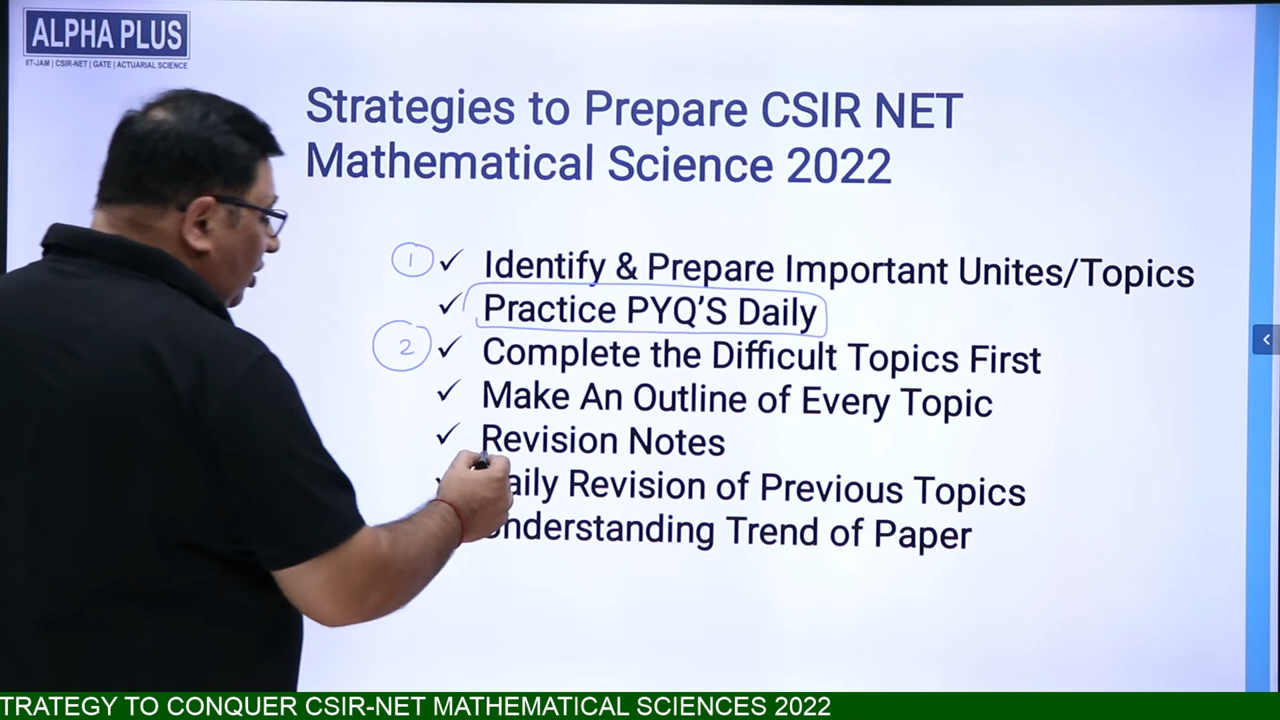 ALPHA PLUS
IIT-JAM | CSIR-NET | GATE | ACTUARIAL SCIENCE
Strategies to Prepare CSIR NET
Mathematical Science 2022
1 ✓ Identify & Prepare Important Unites/Topics
✓ Practice PYQ'S Daily
2 ✓ Complete the Difficult Topics First
✓ Make An Outline of Every Topic
✓ Revision Notes
Revision of Previous Topics
Trend of Paper
TRATEGY TO CONQUER CSIR-NET MATHEMATICAL SCIENCES 2022